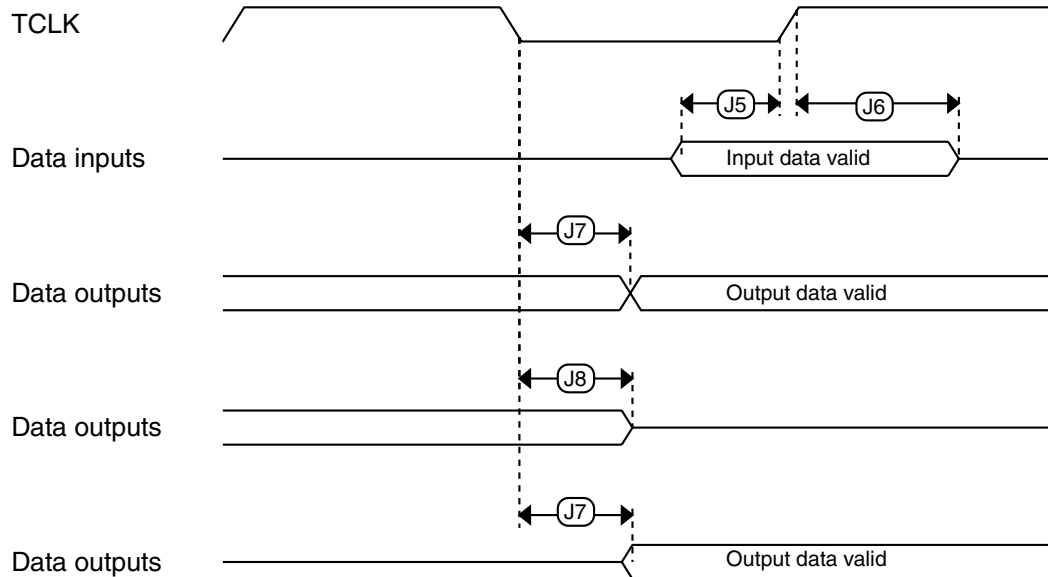 TCLK
J5
J6
Data inputs
Input data valid
J7
Data outputs
Output data valid
J8
Data outputs
J7
Data outputs
Output data valid